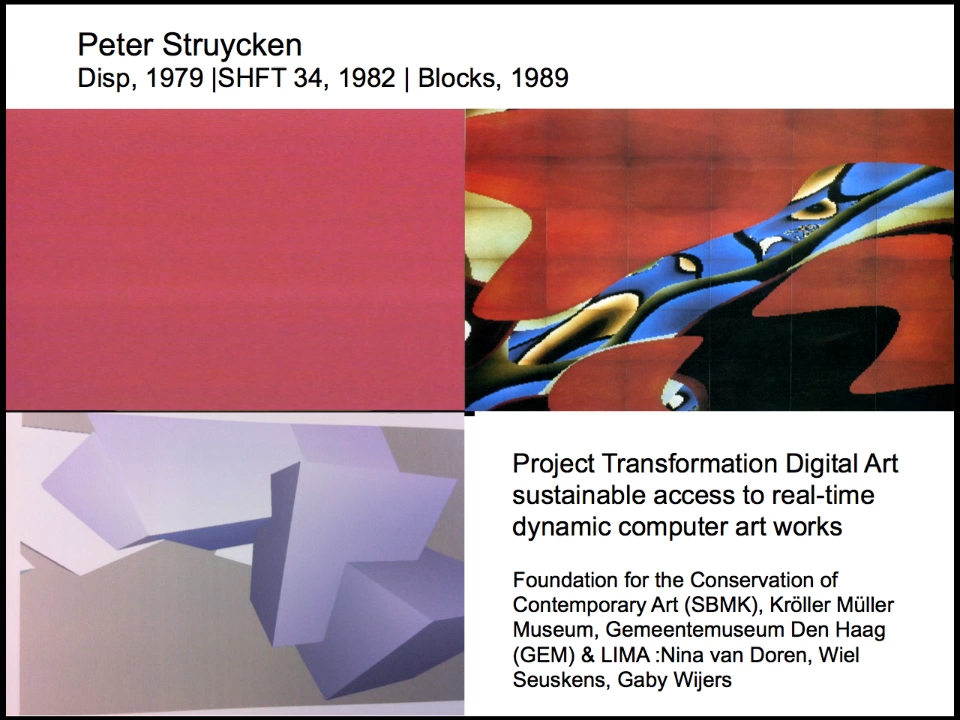 Peter Struycken
Disp, 1979 |SHFT 34, 1982 | Blocks, 1989
Project Transformation Digital Art
sustainable access to real-time
dynamic computer art works
Foundation for the Conservation of
Contemporary Art (SBMK), Kröller Müller
Museum, Gemeentemuseum Den Haag
(GEM) & LIMA :Nina van Doren, Wiel
Seuskens, Gaby Wijers